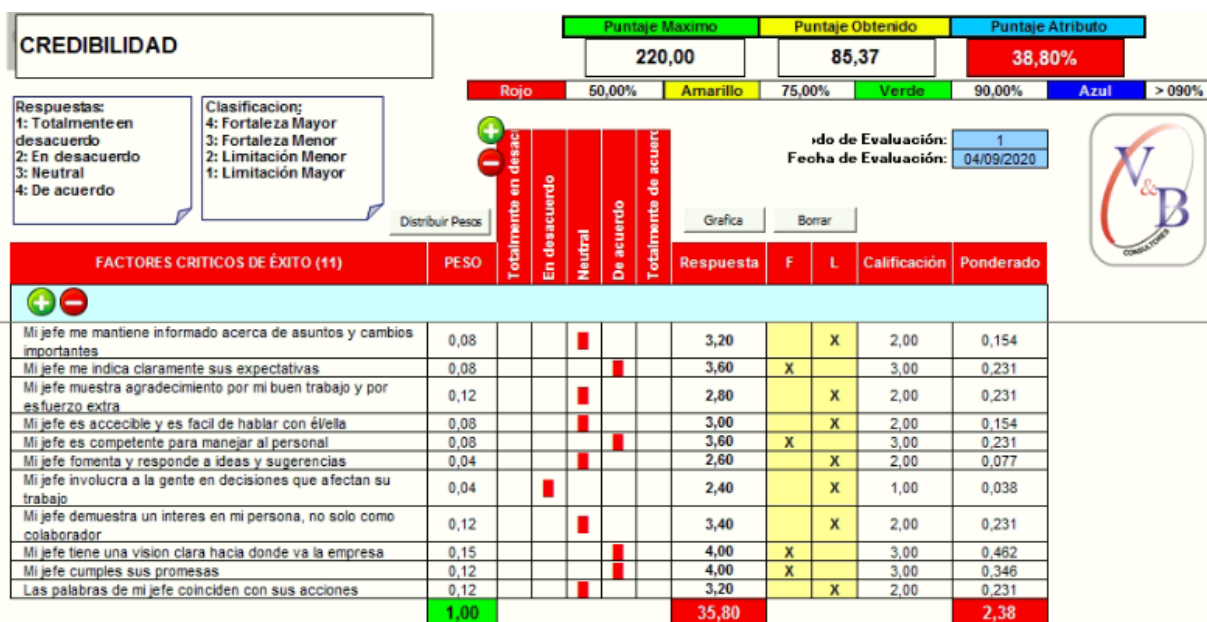 CREDIBILIDAD
Puntaje Maximo Puntaje Obtenido Puntaje Atributo
220,00 85,37 38,80%
Rojo 50,00% Amarillo 75,00% Verde 90,00% Azul > 090%
Respuestas:
1: Totalmente en
desacuerdo
2: En desacuerdo
3: Neutral
4: De acuerdo
Clasificacion;
4: Fortaleza Mayor
3: Fortaleza Menor
2: Limitación Menor
1: Limitación Mayor
do de Evaluación: 1
Fecha de Evaluación: 04/09/2020
V&B
CONSULTORES
Distribuir Pesos
Grafica Borrar
FACTORES CRITICOS DE ÉXITO (11) PESO Totalmente en desac En desacuerdo Neutral De acuerdo Totalmente de acuerd Respuesta F L Calificación Ponderado
Mi jefe me mantiene informado acerca de asuntos y cambios
importantes 0,08 3,20 X 2,00 0,154
Mi jefe me indica claramente sus expectativas 0,08 3,60 X 3,00 0,231
Mi jefe muestra agradecimiento por mi buen trabajo y por
esfuerzo extra 0,12 2,80 X 2,00 0,231
Mi jefe es accecible y es facil de hablar con él/ella 0,08 3,00 X 2,00 0,154
Mi jefe es competente para manejar al personal 0,08 3,60 X 3,00 0,231
Mi jefe fomenta y responde a ideas y sugerencias 0,04 2,60 X 2,00 0,077
Mi jefe involucra a la gente en decisiones que afectan su
trabajo 0,04 2,40 X 1,00 0,038
Mi jefe demuestra un interes en mi persona, no solo como
colaborador 0,12 3,40 X 2,00 0,231
Mi jefe tiene una vision clara hacia donde va la empresa 0,15 4,00 X 3,00 0,462
Mi jefe cumples sus promesas 0,12 4,00 X 3,00 0,346
Las palabras de mi jefe coinciden con sus acciones 0,12 3,20 X 2,00 0,231
1,00 35,80 2,38